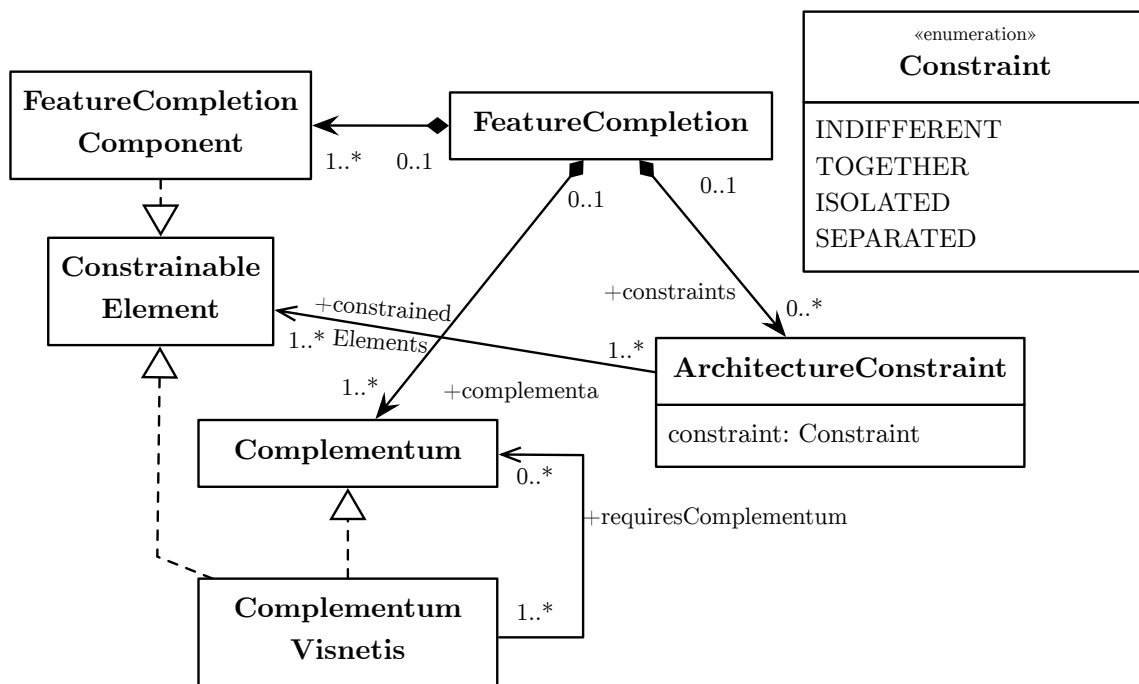 «enumeration»
Constraint
INDIFFERENT
TOGETHER
ISOLATED
SEPARATED
FeatureCompletion
Component
1..*
0..1
FeatureCompletion
0..1
0..1
Constrainable
Element
+constrained
1..* Elements
+constraints
0..*
1..*
ArchitectureConstraint
constraint: Constraint
1..*
+complementa
Complementum
0..*
+requiresComplementum
Complementum
Visnetis
1..*